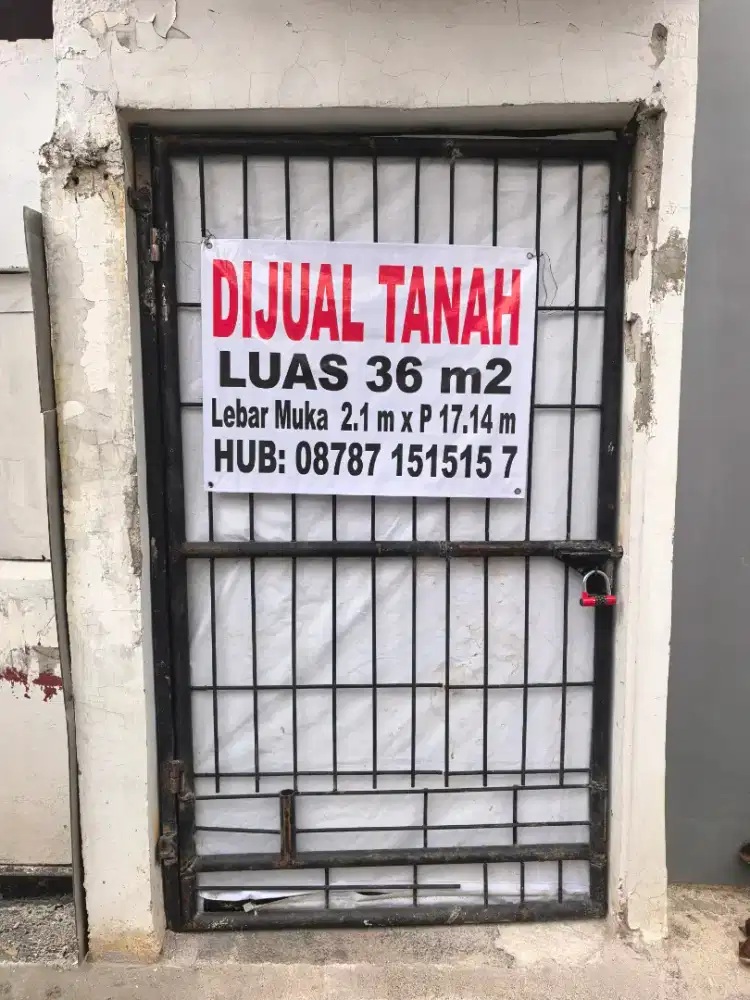 DIJUAL TANAH
LUAS 36 m2
Lebar Muka 2.1 m x P 17.14 m
HUB: 08787 151515 7